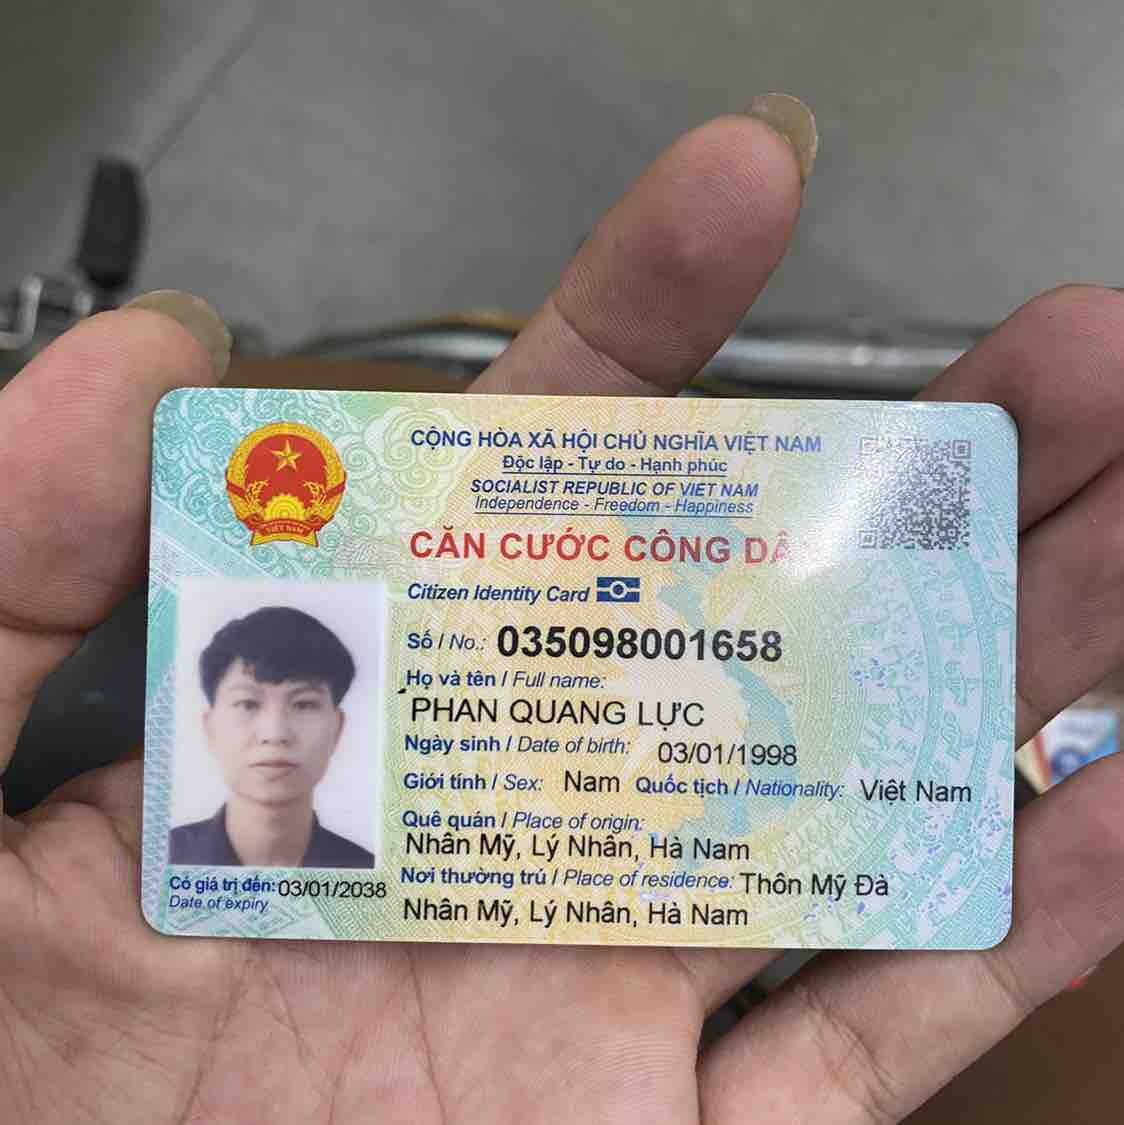 CỘNG HÒA XÃ HỘI CHỦ NGHĨA VIỆT NAM
Độc lập - Tự do - Hạnh phúc
SOCIALIST REPUBLIC OF VIET NAM
Independence - Freedom - Happiness
CĂN CƯỚC CÔNG
Citizen Identity Card
VIỆT NAM
Số / No.: 035098001658
Họ và tên / Full name:
PHAN QUANG LỰC
Ngày sinh / Date of birth: 03/01/1998
Giới tính / Sex: Nam Quốc tịch / Nationality: Việt Nam
Quê quán / Place of origin:
Nhân Mỹ, Lý Nhân, Hà Nam
Nơi thường trú / Place of residence: Thôn Mỹ Đà
Nhân Mỹ, Lý Nhân, Hà Nam
Có giá trị đến: 03/01/2038
Date of expiry